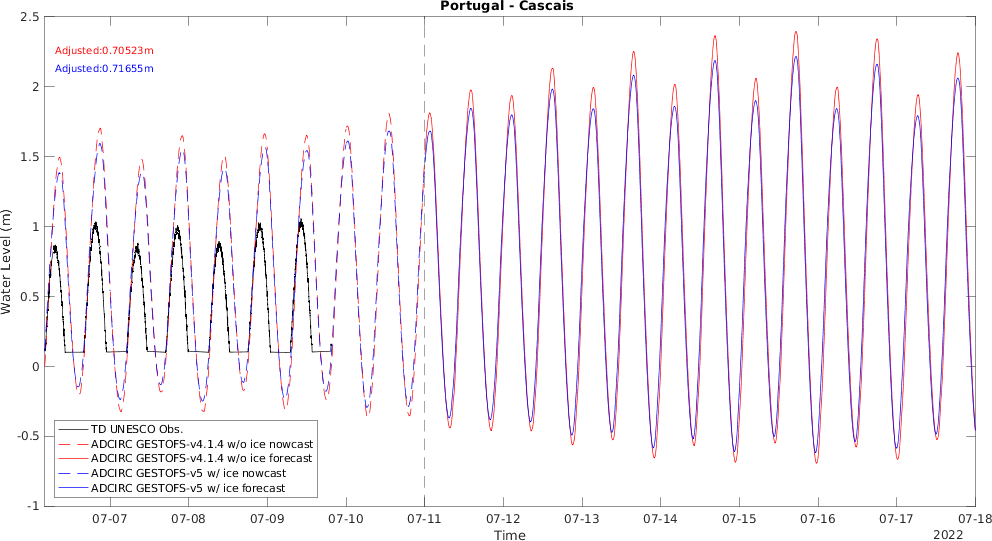 Portugal - Cascais
2.5
Adjusted:0.70523m
Adjusted:0.71655m
2
1.5
1
0.5
0
-0.5
-1
Water Level (m)
TD UNESCO Obs.
ADCIRC GESTOFS-v4.1.4 w/o ice nowcast
ADCIRC GESTOFS-v4.1.4 w/o ice forecast
ADCIRC GESTOFS-v5 w/ ice nowcast
ADCIRC GESTOFS-v5 w/ ice forecast
07-07 07-08 07-09 07-10 07-11 07-12 07-13 07-14 07-15 07-16 07-17 07-18
Time
2022